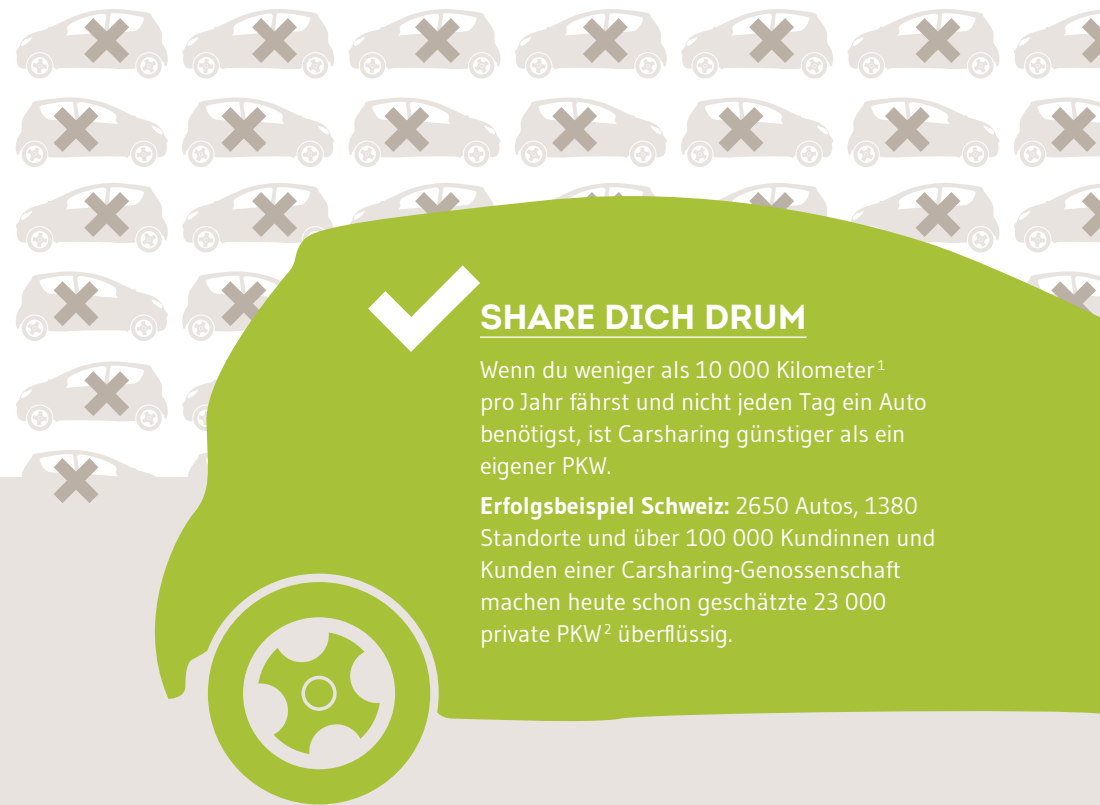 SHARE DICH DRUM
Wenn du weniger als 10 000 Kilometer¹
pro Jahr fährst und nicht jeden Tag ein Auto
benötigst, ist Carsharing günstiger als ein
eigener PKW.
Erfolgsbeispiel Schweiz: 2650 Autos, 1380
Standorte und über 100 000 Kundinnen und
Kunden einer Carsharing-Genossenschaft
machen heute schon geschätzte 23 000
private PKW² überflüssig.